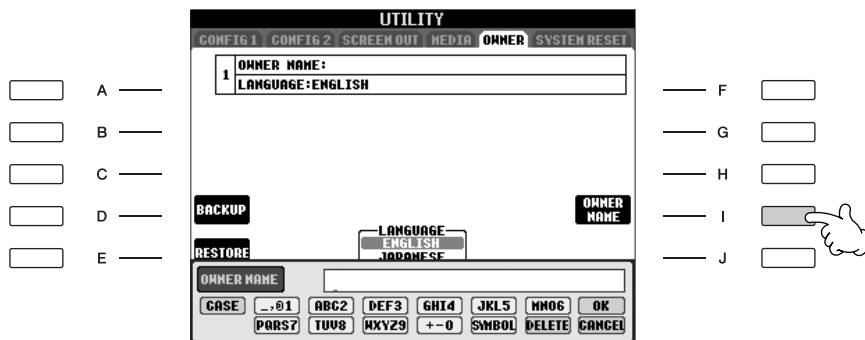 UTILITY
CONFIG 1 CONFIG 2 SCREEN OUT MEDIA OWNER SYSTEM RESET
1 OWNER NAME:
LANGUAGE:ENGLISH
A
B
C
D
E
F
G
H
I
J
BACKUP
OWNER NAME
LANGUAGE
ENGLISH
JAPANESE
RESTORE
OWNER NAME
CASE _,@1 ABC2 DEF3 GHI4 JKL5 MNO6 OK
PQRS7 TUV8 WXYZ9 +-0 SYMBOL DELETE CANCEL